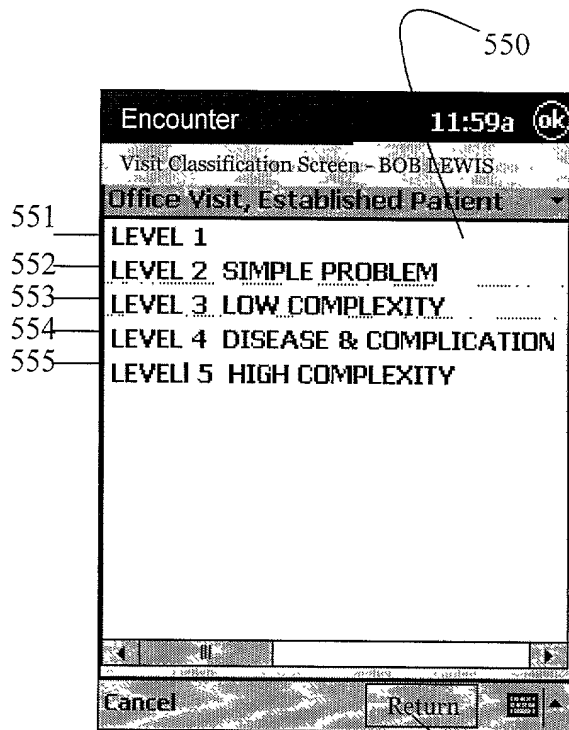 550
Encounter 11:59a ok
Visit Classification Screen - BOB LEWIS
Office Visit, Established Patient
551 LEVEL 1
552 LEVEL 2 SIMPLE PROBLEM
553 LEVEL 3 LOW COMPLEXITY
554 LEVEL 4 DISEASE & COMPLICATION
555 LEVELl 5 HIGH COMPLEXITY
Cancel Return